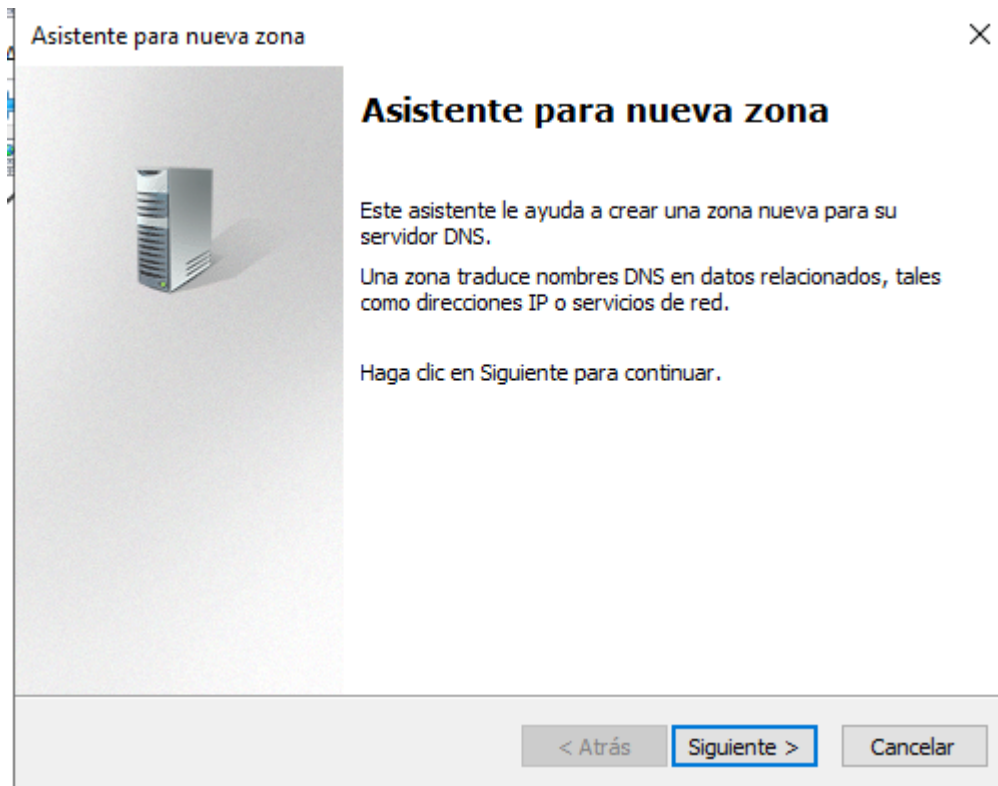 Asistente para nueva zona
Asistente para nueva zona
Este asistente le ayuda a crear una zona nueva para su
servidor DNS.
Una zona traduce nombres DNS en datos relacionados, tales
como direcciones IP o servicios de red.
Haga clic en Siguiente para continuar.
< Atrás Siguiente > Cancelar